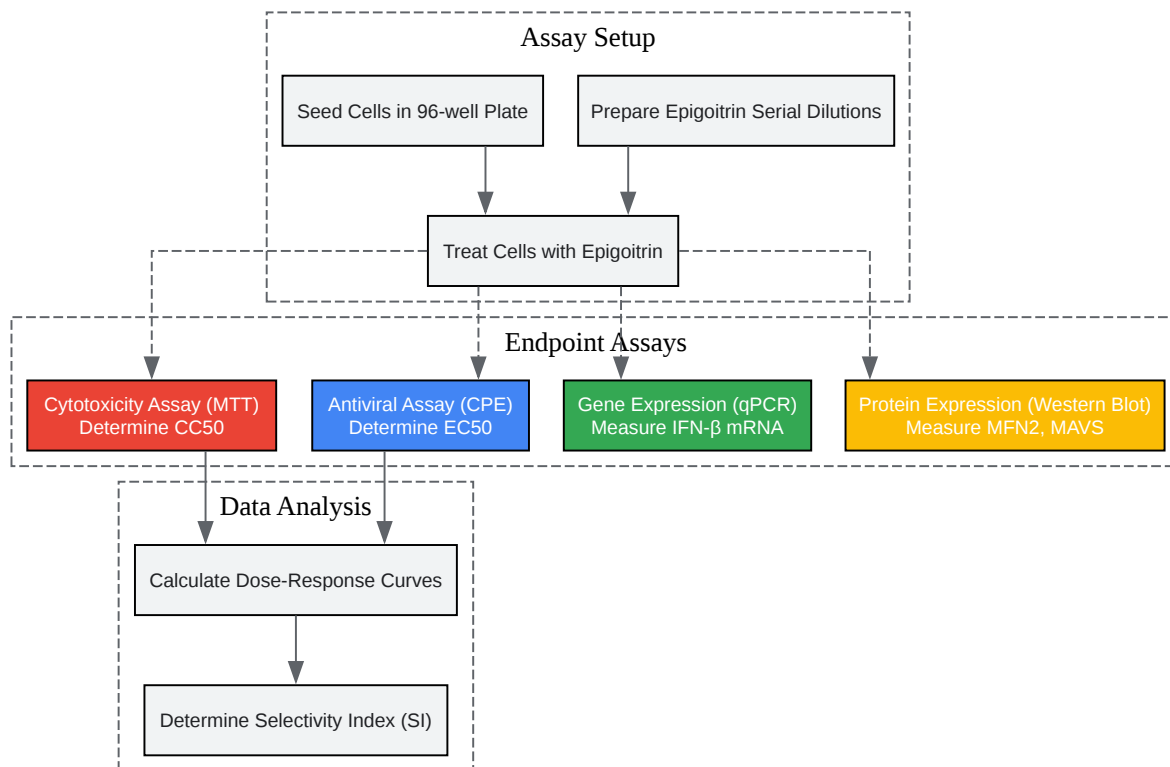 Assay Setup
Seed Cells in 96-well Plate
Prepare Epigoitrin Serial Dilutions
Treat Cells with Epigoitrin
Endpoint Assays
Cytotoxicity Assay (MTT)
Determine CC50
Antiviral Assay (CPE)
Determine EC50
Gene Expression (qPCR)
Measure IFN-β mRNA
Protein Expression (Western Blot)
Measure MFN2, MAVS
Data Analysis
Calculate Dose-Response Curves
Determine Selectivity Index (SI)